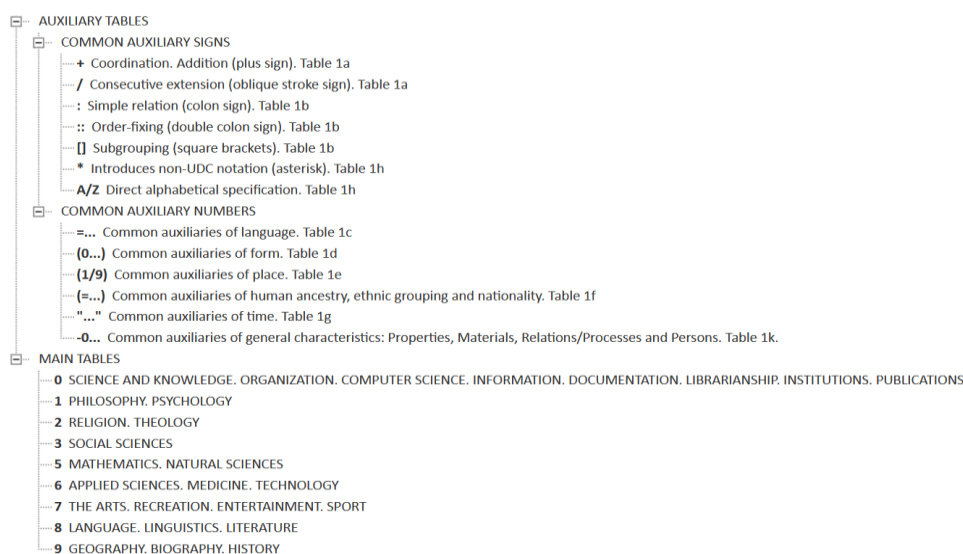 AUXILIARY TABLES
COMMON AUXILIARY SIGNS
+ Coordination. Addition (plus sign). Table 1a
/ Consecutive extension (oblique stroke sign). Table 1a
: Simple relation (colon sign). Table 1b
:: Order-fixing (double colon sign). Table 1b
[] Subgrouping (square brackets). Table 1b
* Introduces non-UDC notation (asterisk). Table 1h
A/Z Direct alphabetical specification. Table 1h
COMMON AUXILIARY NUMBERS
=... Common auxiliaries of language. Table 1c
(0...) Common auxiliaries of form. Table 1d
(1/9) Common auxiliaries of place. Table 1e
(=...) Common auxiliaries of human ancestry, ethnic grouping and nationality. Table 1f
"..." Common auxiliaries of time. Table 1g
-0... Common auxiliaries of general characteristics: Properties, Materials, Relations/Processes and Persons. Table 1k.
MAIN TABLES
0 SCIENCE AND KNOWLEDGE. ORGANIZATION. COMPUTER SCIENCE. INFORMATION. DOCUMENTATION. LIBRARIANSHIP. INSTITUTIONS. PUBLICATIONS
1 PHILOSOPHY. PSYCHOLOGY
2 RELIGION. THEOLOGY
3 SOCIAL SCIENCES
5 MATHEMATICS. NATURAL SCIENCES
6 APPLIED SCIENCES. MEDICINE. TECHNOLOGY
7 THE ARTS. RECREATION. ENTERTAINMENT. SPORT
8 LANGUAGE. LINGUISTICS. LITERATURE
9 GEOGRAPHY. BIOGRAPHY. HISTORY